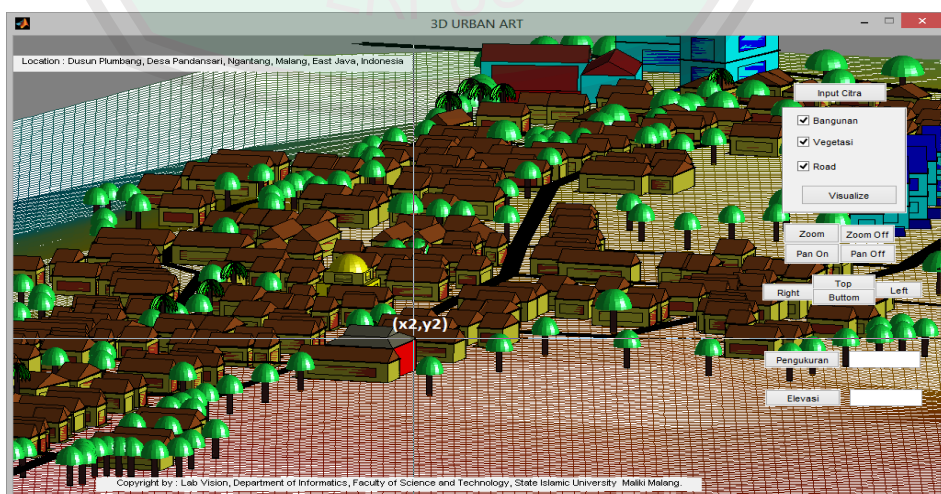 3D URBAN ART
Location : Dusun Plumbang, Desa Pandansari, Ngantang, Malang, East Java, Indonesia
Input Citra
Bangunan
Vegetasi
Road
Visualize
Zoom
Zoom Off
Pan On
Pan Off
Top
Right
Left
Buttom
(x2,y2)
Pengukuran
Elevasi
Copyright by : Lab Vision, Department of Informatics, Faculty of Science and Technology, State Islamic University Maliki Malang.